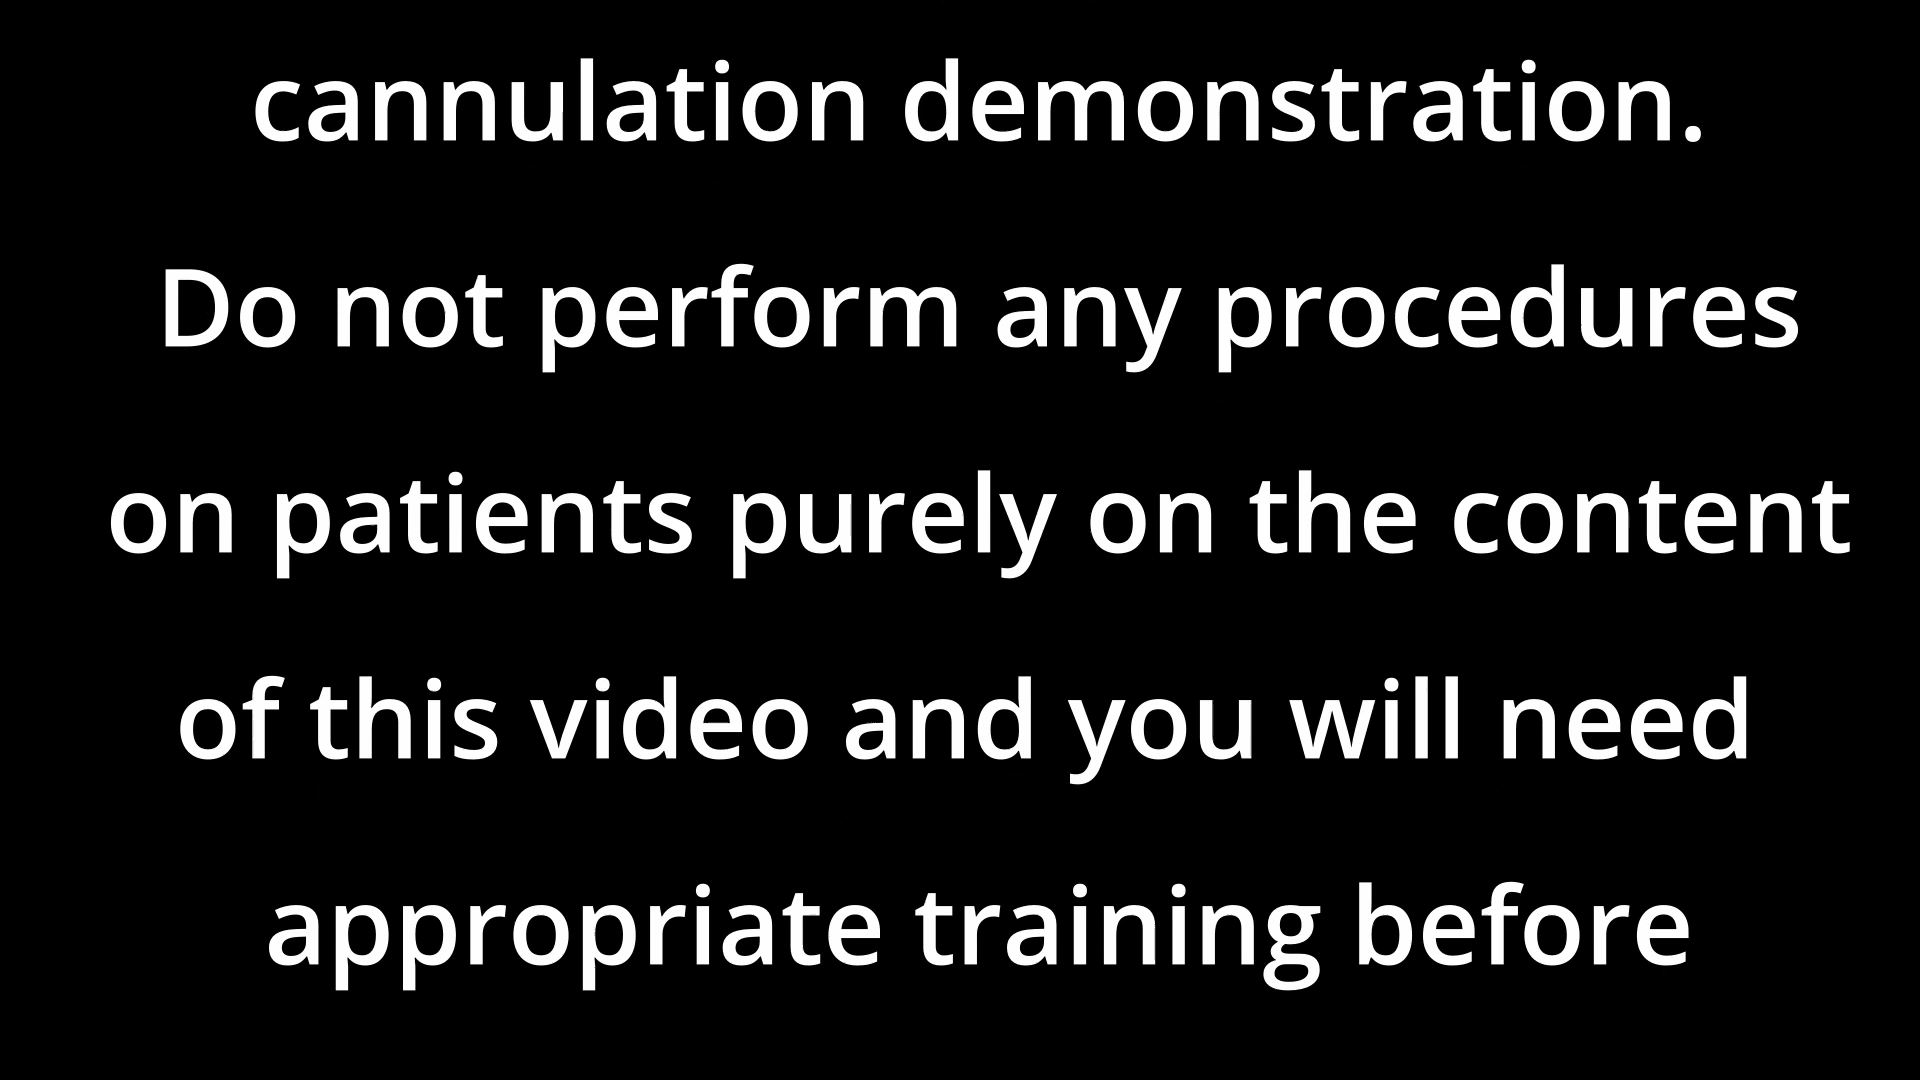 cannulation demonstration.
Do not perform any procedures
on patients purely on the content
of this video and you will need
appropriate training before